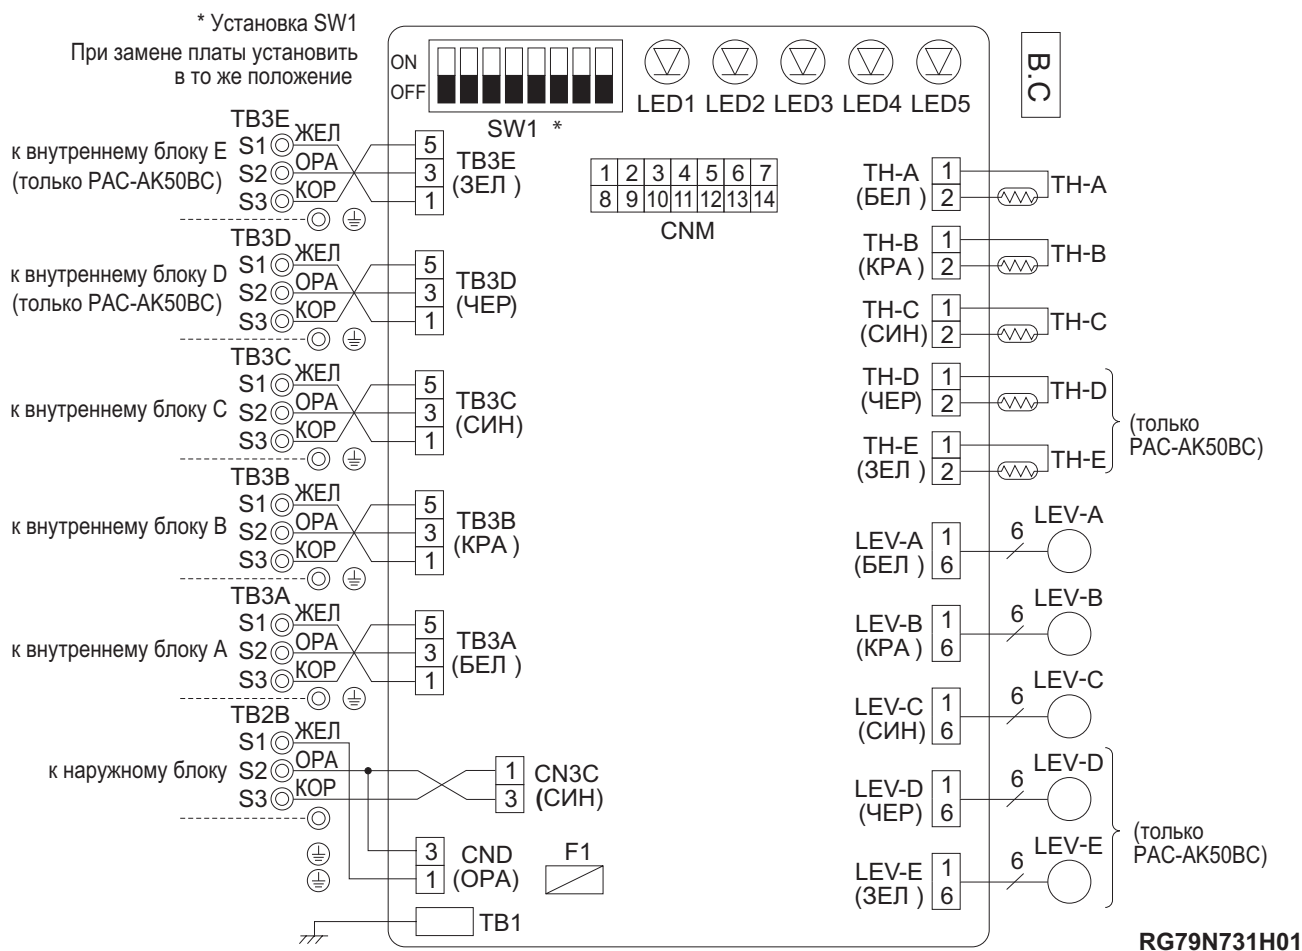 * Установка SW1
При замене платы установить
в то же положение
ON
OFF
SW1 *
LED1 LED2 LED3 LED4 LED5
B.C
TB3E
S1 ЖЕЛ
к внутреннему блоку E
(только PAC-AK50BC)
S2 ОРА
S3 КОР
5
3
1
TB3E
(ЗЕЛ )
1 2 3 4 5 6 7
8 9 10 11 12 13 14
CNM
TH-A
(БЕЛ )
1
2
TH-A
TB3D
S1 ЖЕЛ
к внутреннему блоку D
(только PAC-AK50BC)
S2 ОРА
S3 КОР
5
3
1
TB3D
(ЧЕР)
TH-B
(КРА )
1
2
TH-B
TH-C
(СИН)
1
2
TH-C
TB3C
S1 ЖЕЛ
к внутреннему блоку C
S2 ОРА
S3 КОР
5
3
1
TB3C
(СИН)
TH-D
(ЧЕР)
1
2
TH-D
TH-E
(ЗЕЛ )
1
2
TH-E
(только
PAC-AK50BC)
TB3B
S1 ЖЕЛ
к внутреннему блоку B
S2 ОРА
S3 КОР
5
3
1
TB3B
(КРА )
LEV-A
(БЕЛ )
1
6
6
LEV-A
TB3A
S1 ЖЕЛ
к внутреннему блоку A
S2 ОРА
S3 КОР
5
3
1
TB3A
(БЕЛ )
LEV-B
(КРА )
1
6
6
LEV-B
LEV-C
(СИН)
1
6
6
LEV-C
TB2B
S1 ЖЕЛ
к наружному блоку
S2 ОРА
S3 КОР
1
3
CN3C
(СИН)
LEV-D
(ЧЕР)
1
6
6
LEV-D
3
1
CND
(ОРА)
F1
LEV-E
(ЗЕЛ )
1
6
6
LEV-E
(только
PAC-AK50BC)
TB1
RG79N731H01